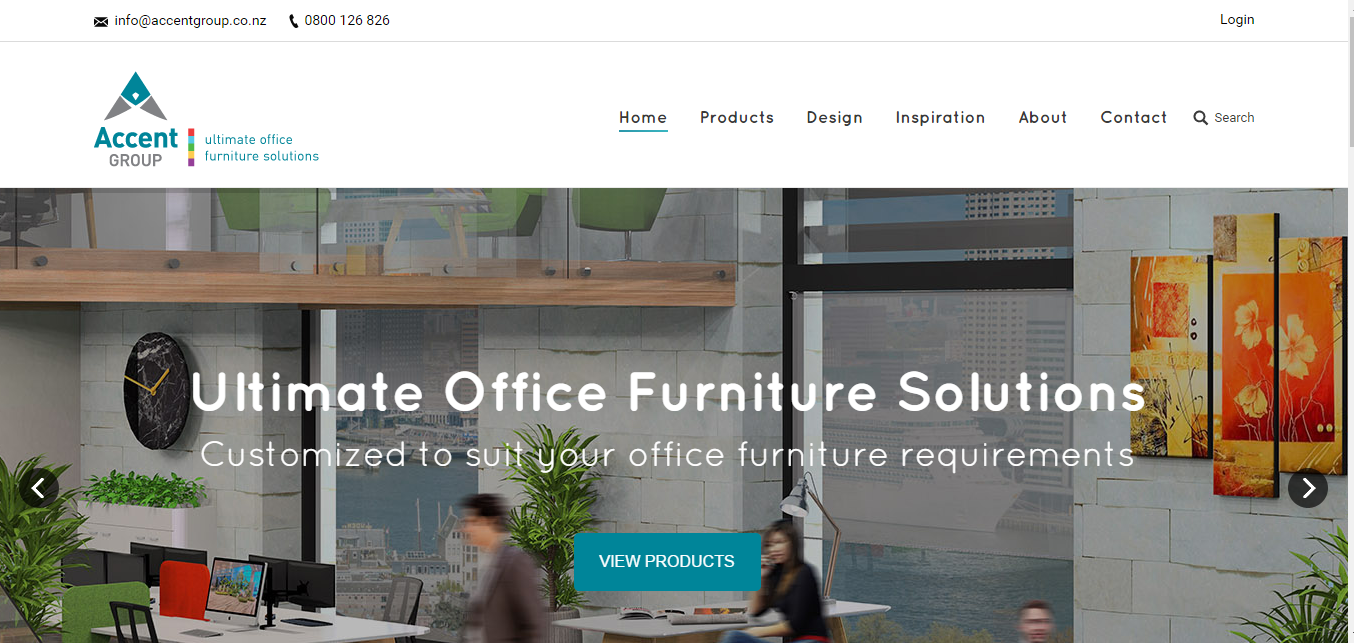 info@accentgroup.co.nz 0800 126 826 Login
Accent
GROUP
ultimate office
furniture solutions
Home Products Design Inspiration About Contact Search
Ultimate Office Furniture Solutions
Customized to suit your office furniture requirements
VIEW PRODUCTS